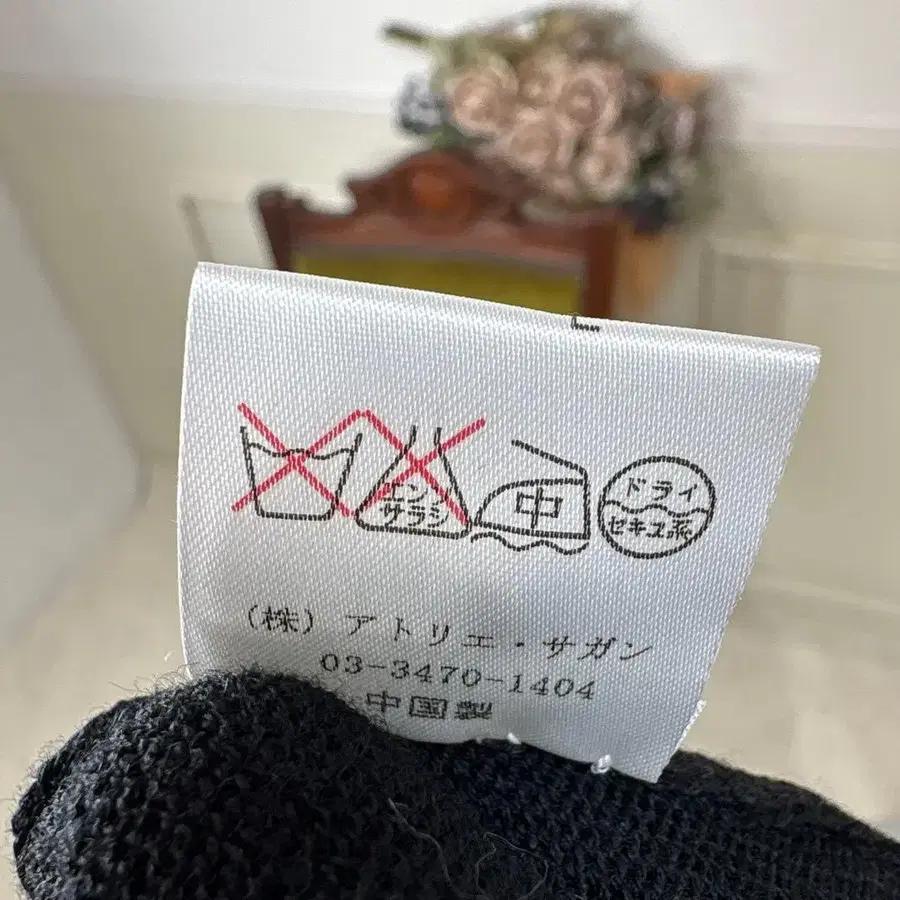 エンソ
サラシ
中
ドライ
セキユ系
(株) アトリエ・サガン
03-3470-1404
中国製